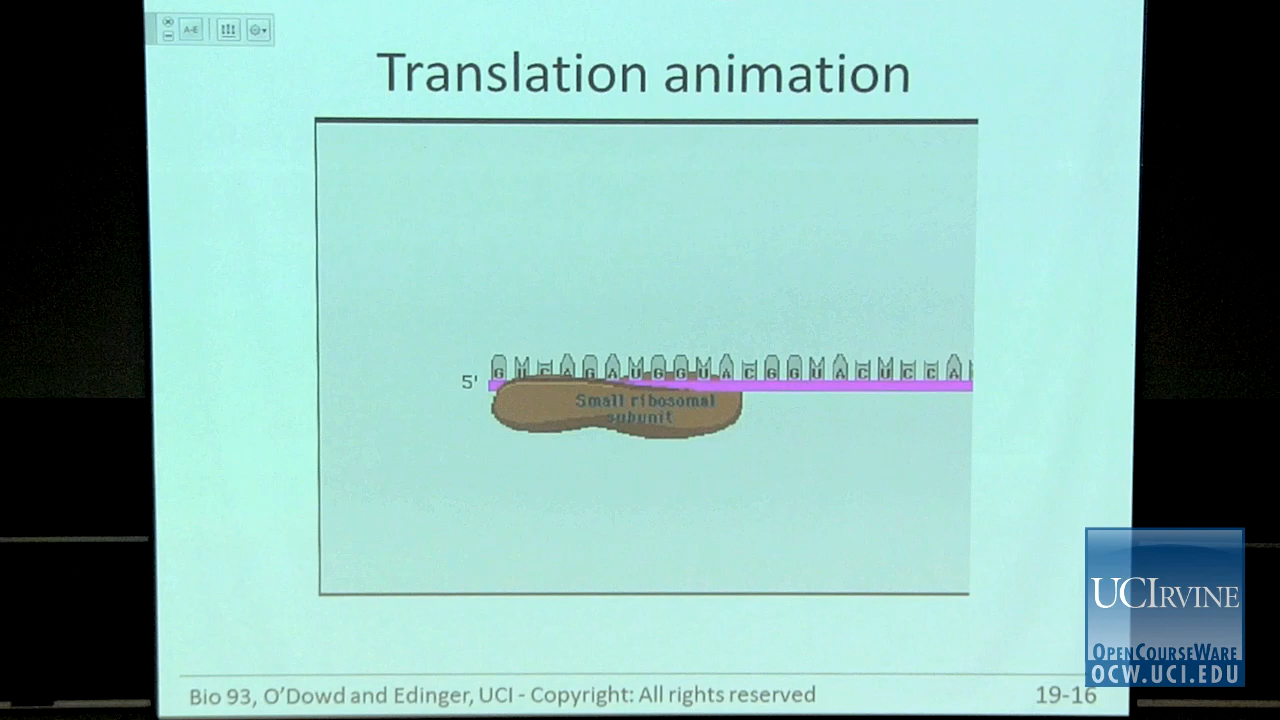 A-E
Translation animation
G U C A G A U G G U A C G G U A C U C C A
5'
Small ribosomal
subunit
UCIRVINE
OPENCOURSEWARE
OCW.UCI.EDU
Bio 93, O'Dowd and Edinger, UCI - Copyright: All rights reserved
19-16